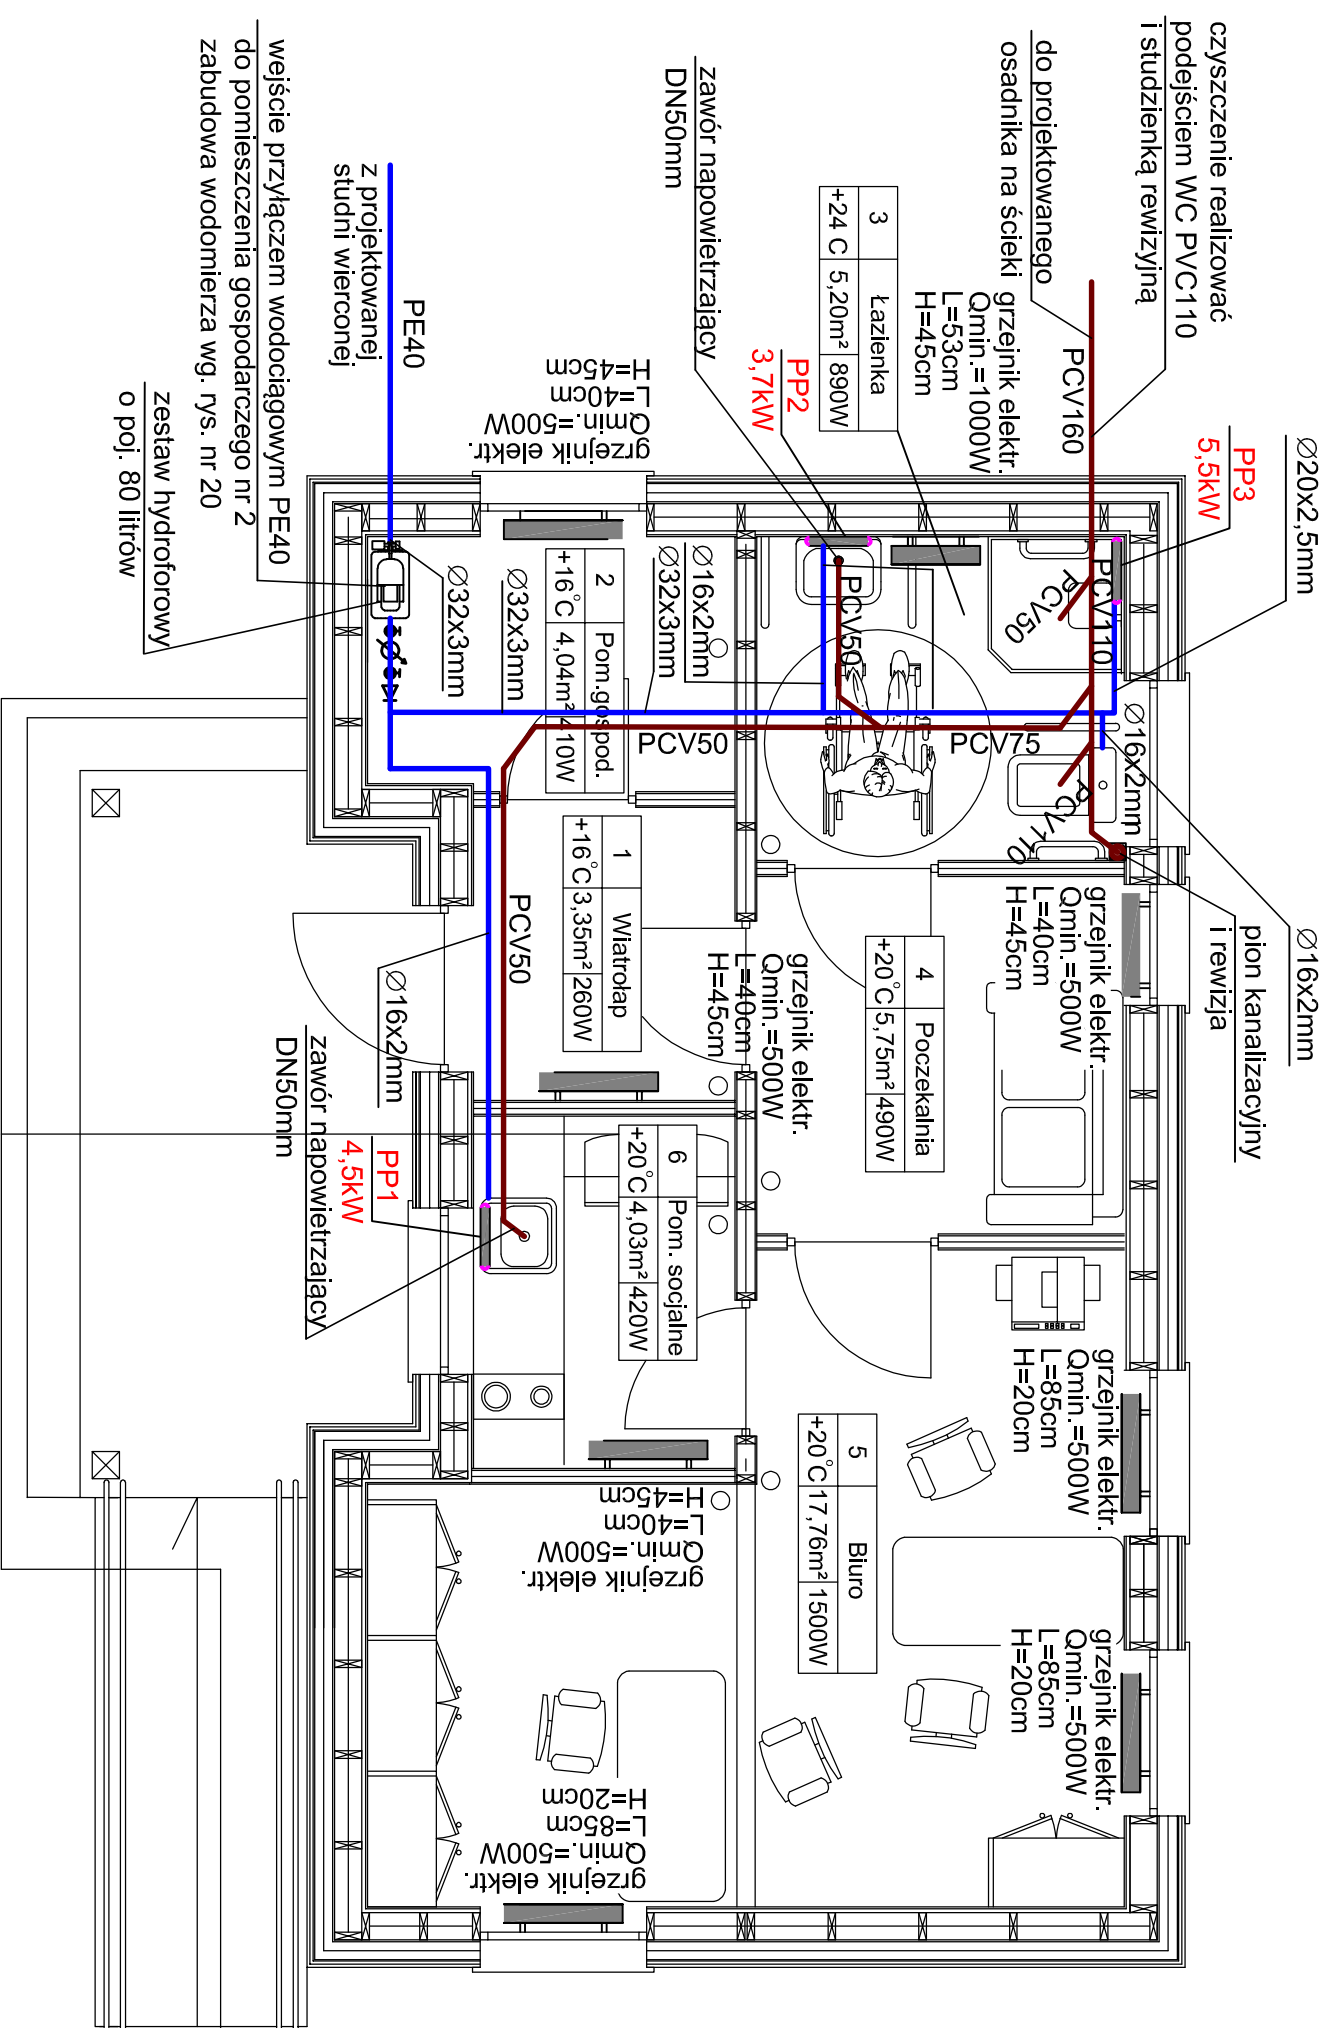 Ø20x2,5mm
PP3
5,5kW
Ø16x2mm
pion kanalizacyjny
i rewizja
czyszczenie realizować
podejściem WC PVC110
i studzienką rewizyjną
do projektowanego
osadnika na ścieki
PCV160
PCV110
PCV50
Ø16x2mm
PCV110
grzejnik elektr.
Qmin.=1000W
L=53cm
H=45cm
3
Łazienka
+24 C
5,20m²
890W
PP2
3,7kW
zawór napowietrzający
DN50mm
PCV50
PCV75
grzejnik elektr.
Qmin.=500W
L=40cm
H=45cm
4
Poczekalnia
+20°C
5,75m²
490W
grzejnik elektr.
Qmin.=500W
L=40cm
H=45cm
grzejnik elektr.
Qmin.=500W
L=85cm
H=20cm
grzejnik elektr.
Qmin.=500W
L=85cm
H=20cm
5
Biuro
+20°C
17,76m²
1500W
grzejnik elektr.
Qmin.=500W
L=40cm
H=45cm
Ø16x2mm
Ø32x3mm
PCV50
2
Pom.gospod.
+16°C
4,04m²
410W
Ø32x3mm
Ø32x3mm
1
Wiatrołap
+16°C
3,35m²
260W
PCV50
6
Pom. socjalne
+20°C
4,03m²
420W
grzejnik elektr.
Qmin.=500W
L=40cm
H=45cm
grzejnik elektr.
Qmin.=500W
L=85cm
H=20cm
PE40
z projektowanej
studni wierconej
Ø16x2mm
PP1
4,5kW
zawór napowietrzający
DN50mm
wejście przyłączem wodociągowym PE40
do pomieszczenia gospodarczego nr 2
zabudowa wodomierza wg. rys. nr 20
zestaw hydroforowy
o poj. 80 litrów